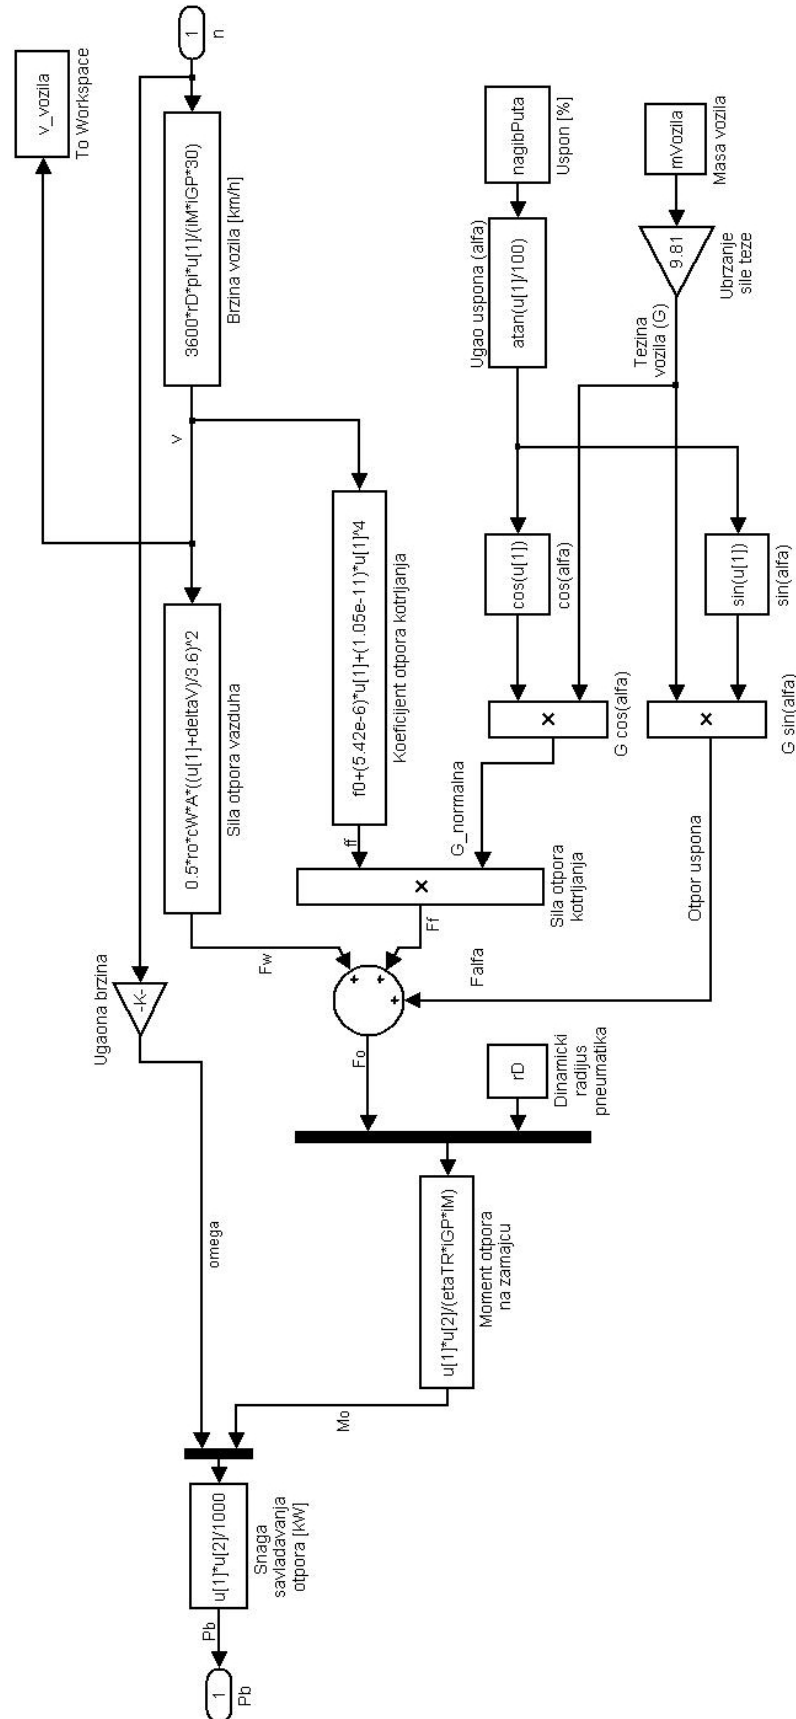 1
n
v_vozila
To Workspace
3600*rD*pi*u[1]/(iM*iGP*30)
Brzina vozila [km/h]
v
0.5*ro*cW*A*((u[1]+deltaV)/3.6)^2
Sila otpora vazduha
Fw
f0+(5.42e-6)*u[1]+(1.05e-11)*u[1]^4
Koeficijent otpora kotrljanja
ff
nagibPuta
Uspon [%]
Ugao uspona (alfa)
atan(u[1]/100)
mVozila
Masa vozila
9.81
Ubrzanje
sile teze
Tezina
vozila (G)
cos(u[1])
cos(alfa)
sin(u[1])
sin(alfa)
×
G cos(alfa)
×
G sin(alfa)
G_normalna
×
Sila otpora
kotrljanja
Ff
Otpor uspona
Falfa
+
+
+
Fo
rD
Dinamicki
radijus
pneumatika
u[1]*u[2]/(etaTR*iGP*iM)
Moment otpora
na zamajcu
Mo
Ugaona brzina
-K-
omega
u[1]*u[2]/1000
Snaga
savladavanja
otpora [kW]
Pb
1
Pb